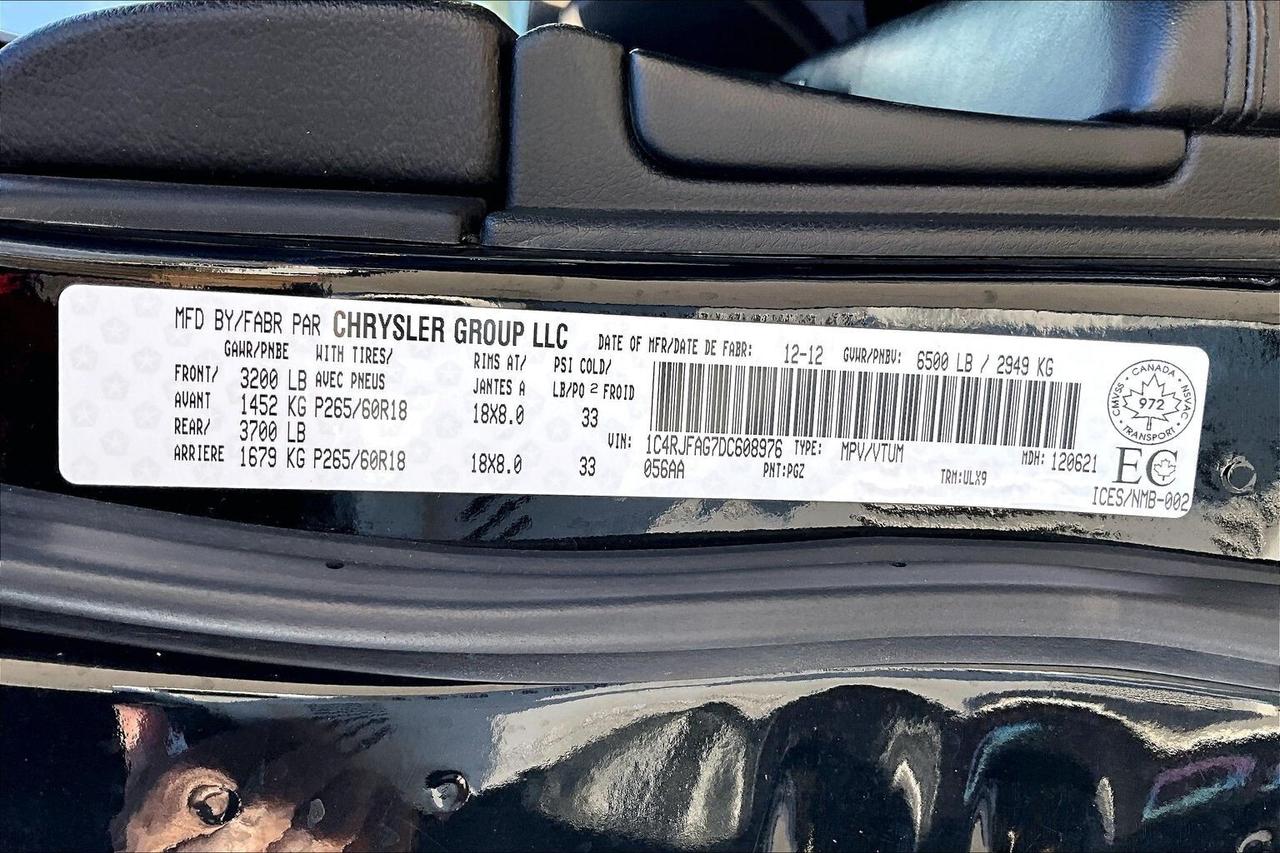 MFD BY/FABR PAR CHRYSLER GROUP LLC DATE OF MFR/DATE DE FABR: 12-12 GVWR/PNBV: 6500 LB / 2949 KG
GAWR/PNBE WITH TIRES/ RIMS AT/ PSI COLD/
FRONT/ 3200 LB AVEC PNEUS JANTES A LB/PO 2 FROID
AVANT 1452 KG P265/60R18 18X8.0 33
REAR/ 3700 LB
ARRIERE 1679 KG P265/60R18 18X8.0 33
VIN: 1C4RJFAG7DC608976 TYPE: MPV/VTUM MDH: 120621
056AA PNT:PGZ TRM:ULX9
CANADA
CMVSS 972 NSVAC
TRANSPORT
EC
ICES/NMB-002